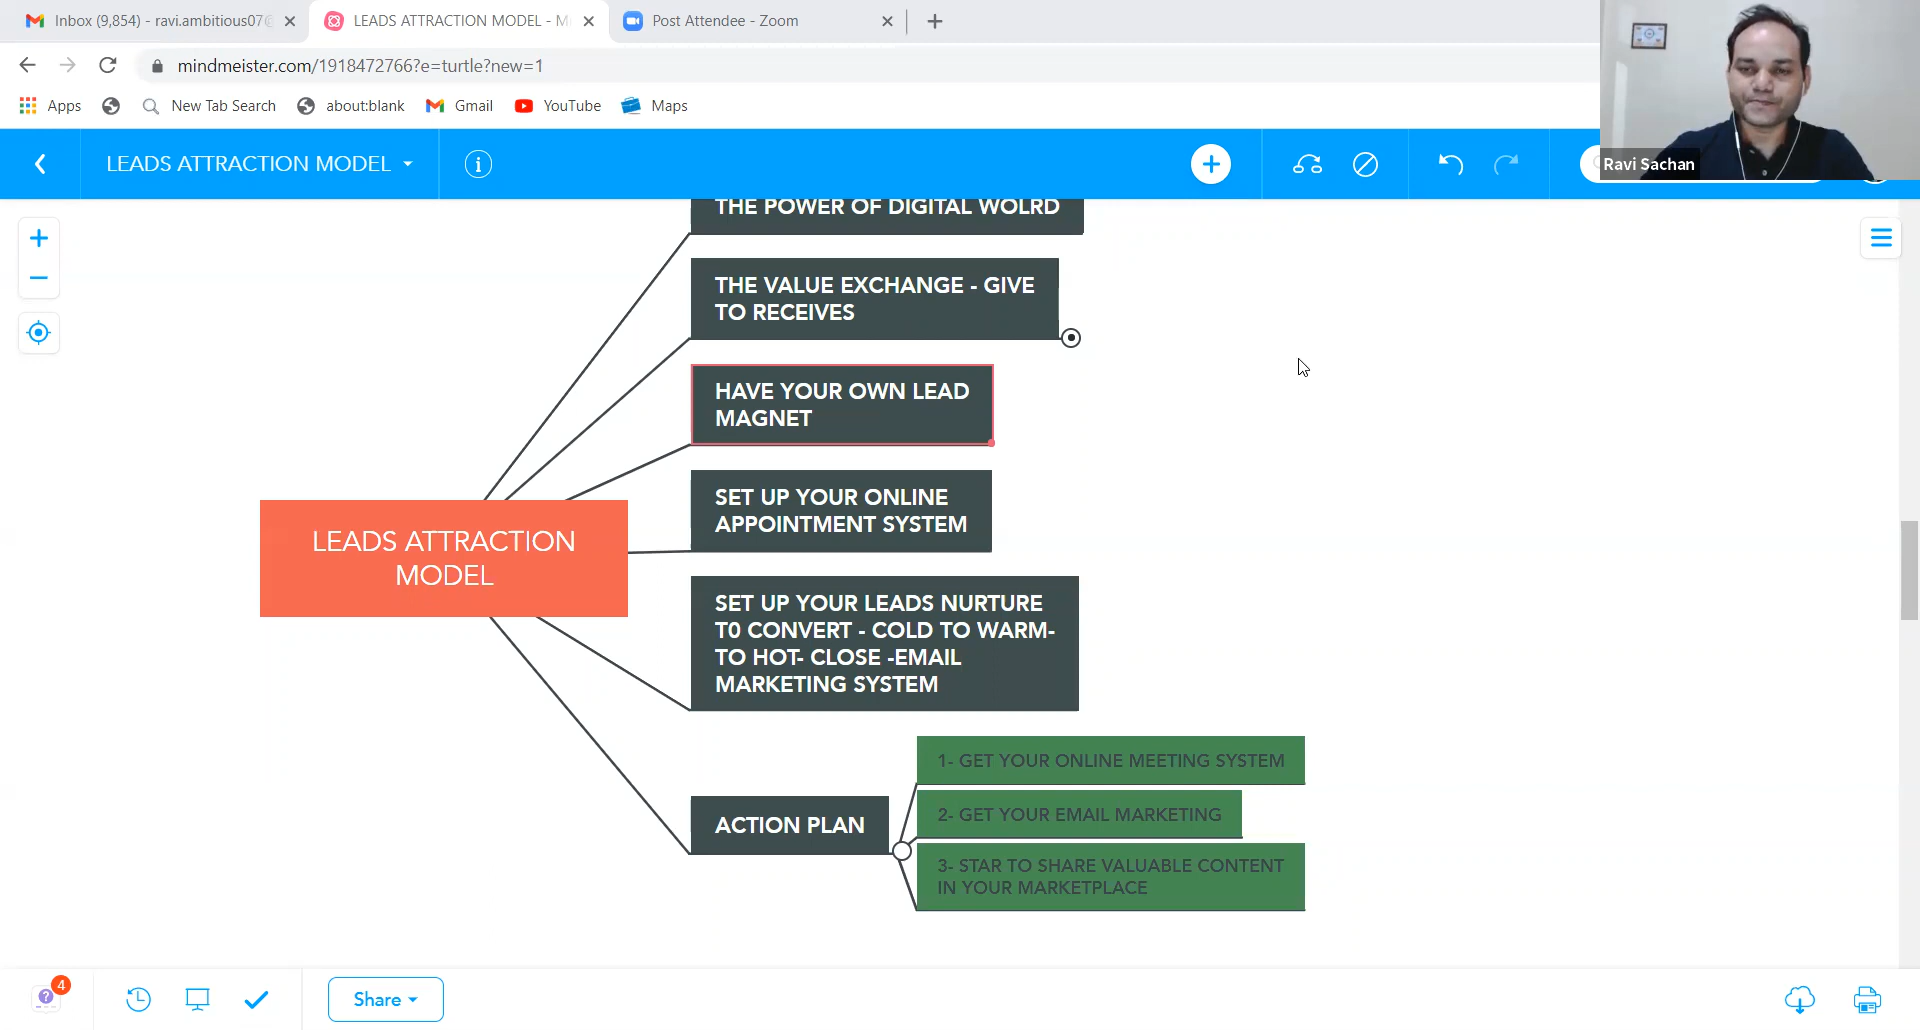 Inbox (9,854) - ravi.ambitious07@
LEADS ATTRACTION MODEL - M
Post Attendee - Zoom
mindmeister.com/1918472766?e=turtle?new=1
Apps
New Tab Search
about:blank
Gmail
YouTube
Maps
LEADS ATTRACTION MODEL
Ravi Sachan
THE POWER OF DIGITAL WOLRD
THE VALUE EXCHANGE - GIVE
TO RECEIVES
HAVE YOUR OWN LEAD
MAGNET
SET UP YOUR ONLINE
APPOINTMENT SYSTEM
LEADS ATTRACTION
MODEL
SET UP YOUR LEADS NURTURE
T0 CONVERT - COLD TO WARM-
TO HOT- CLOSE -EMAIL
MARKETING SYSTEM
ACTION PLAN
1- GET YOUR ONLINE MEETING SYSTEM
2- GET YOUR EMAIL MARKETING
3- STAR TO SHARE VALUABLE CONTENT
IN YOUR MARKETPLACE
4
Share